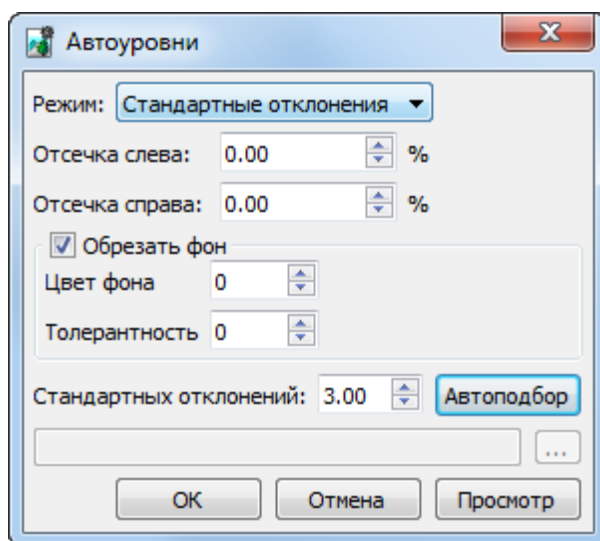 Автоуровни
Режим: Стандартные отклонения
Отсечка слева: 0.00 %
Отсечка справа: 0.00 %
Обрезать фон
Цвет фона 0
Толерантность 0
Стандартных отклонений: 3.00 Автоподбор
...
ОК Отмена Просмотр